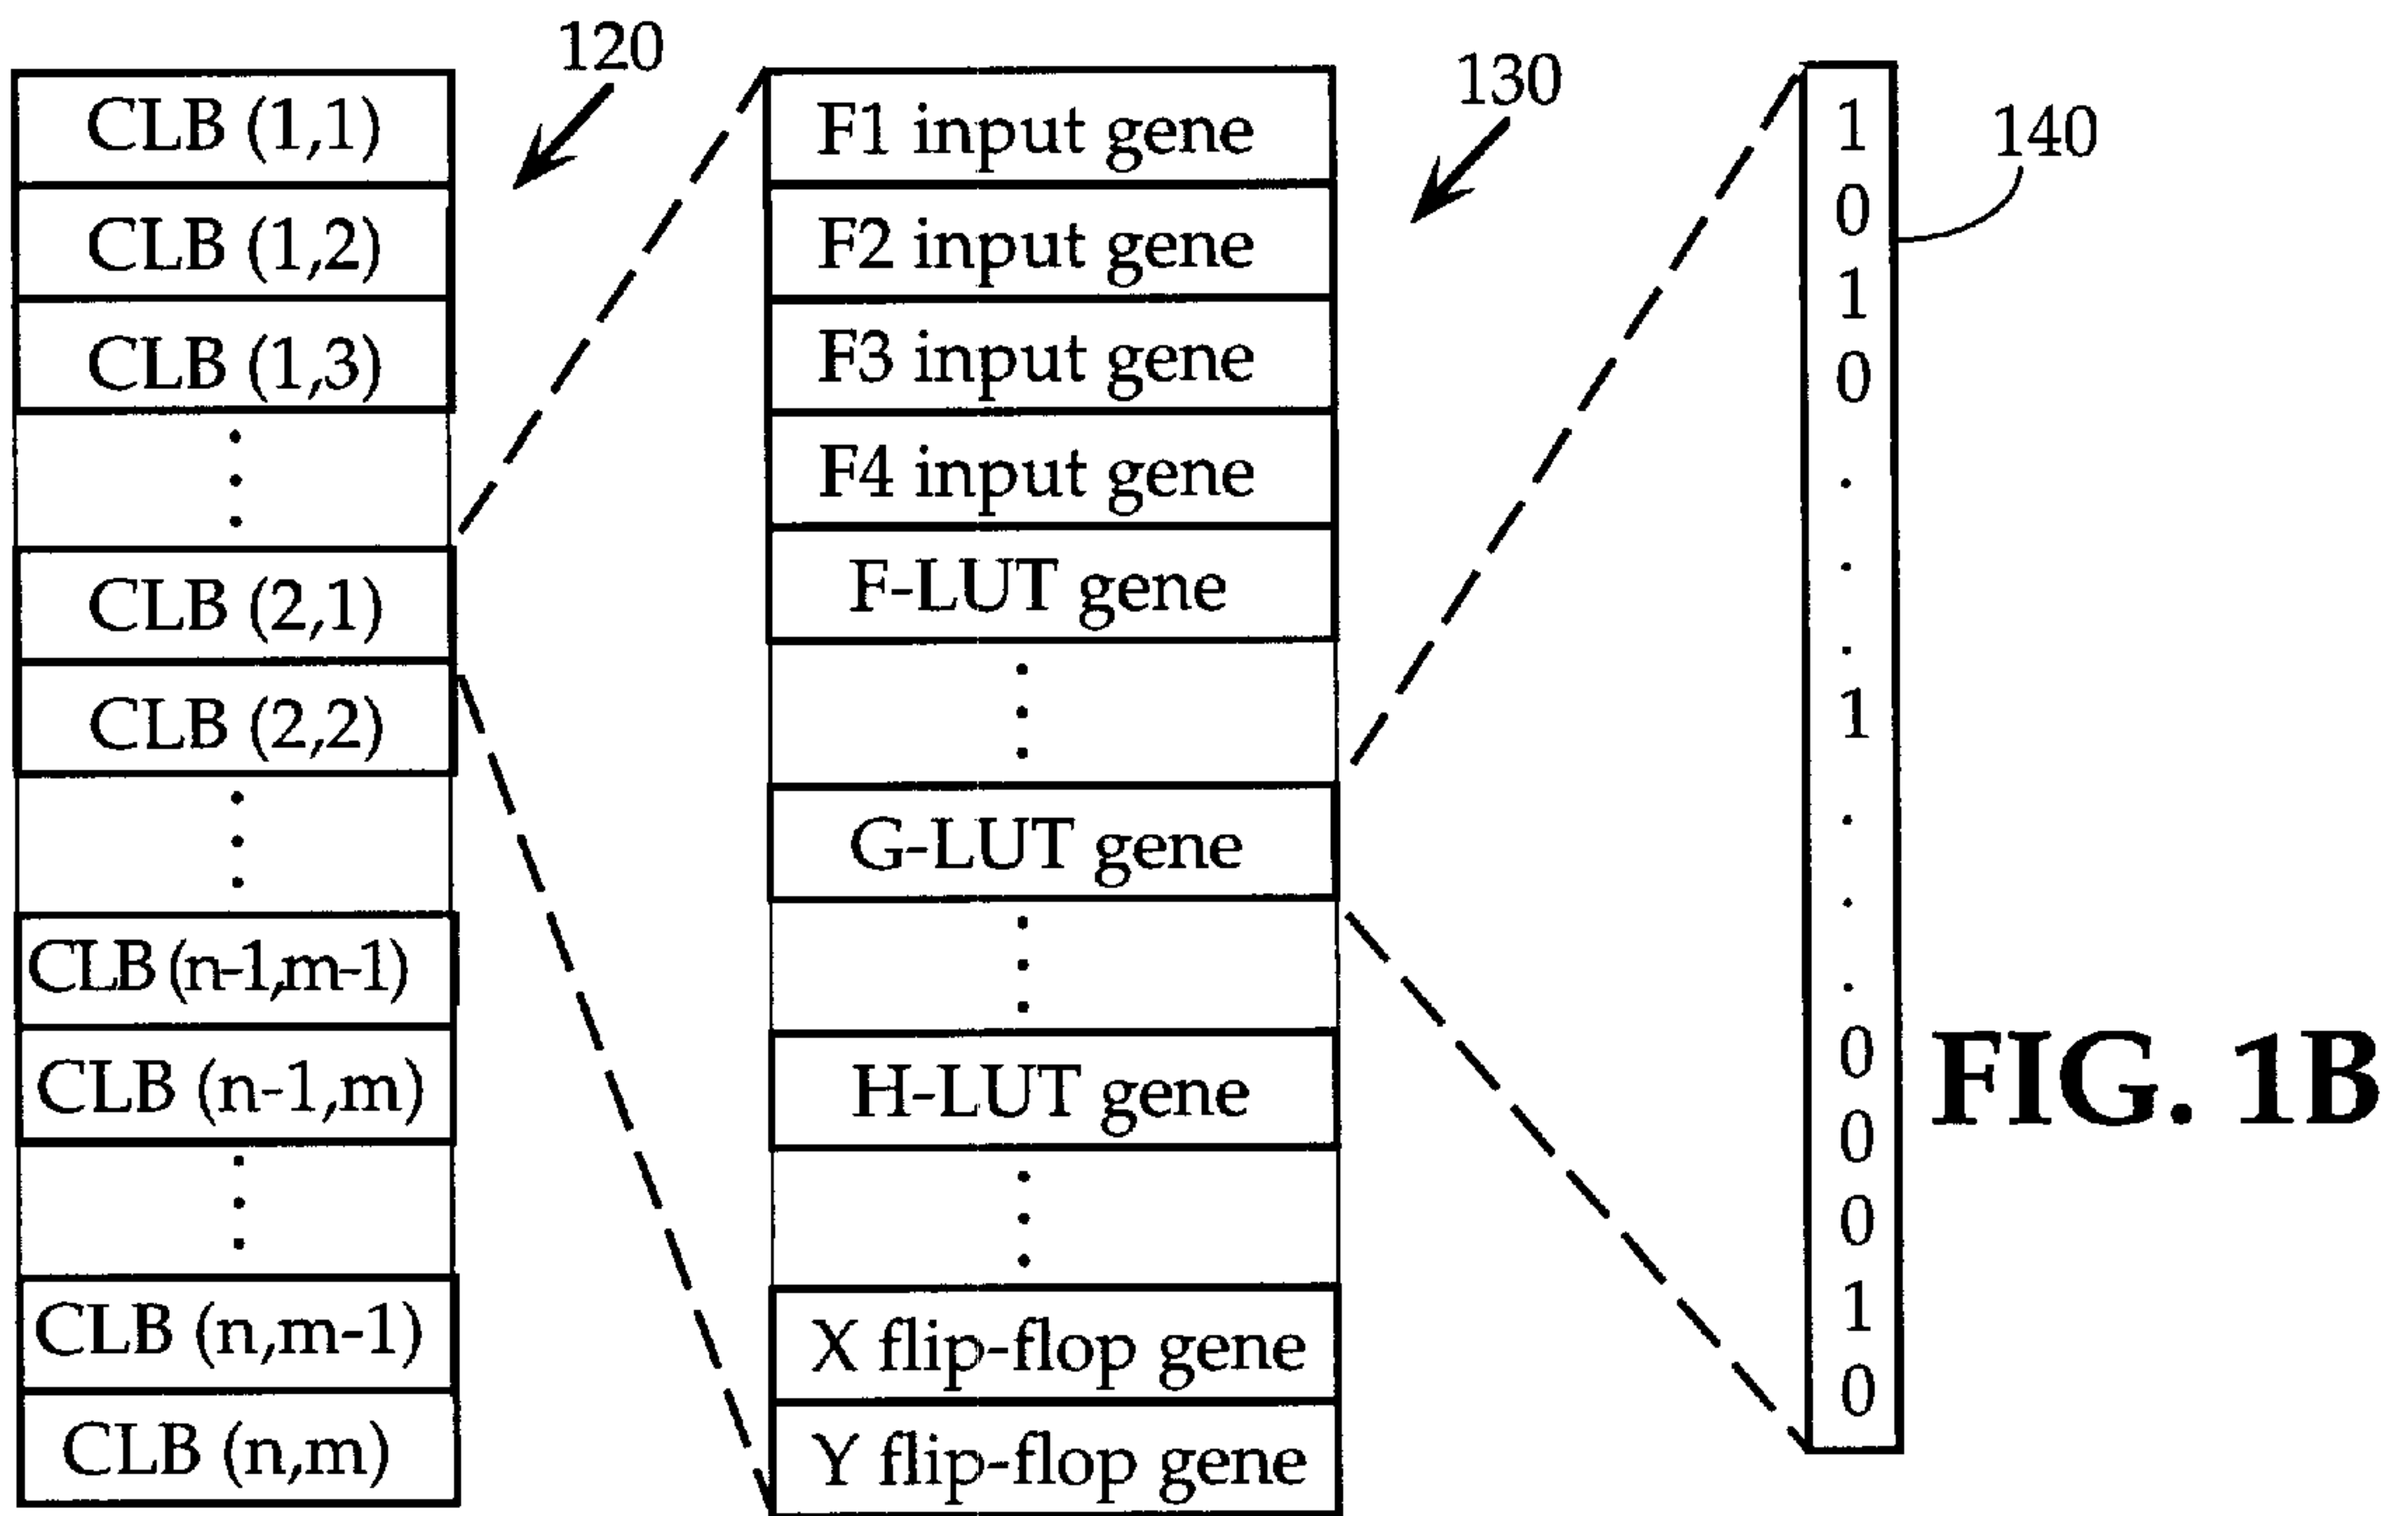 120
CLB (1,1)
CLB (1,2)
CLB (1,3)
.
.
.
CLB (2,1)
CLB (2,2)
.
.
.
CLB (n-1,m-1)
CLB (n-1,m)
.
.
.
CLB (n,m-1)
CLB (n,m)
130
F1 input gene
F2 input gene
F3 input gene
F4 input gene
F-LUT gene
.
.
.
G-LUT gene
.
.
.
H-LUT gene
.
.
.
X flip-flop gene
Y flip-flop gene
140
1
0
1
0
.
.
.
1
.
.
.
0
0
0
1
0
FIG. 1B